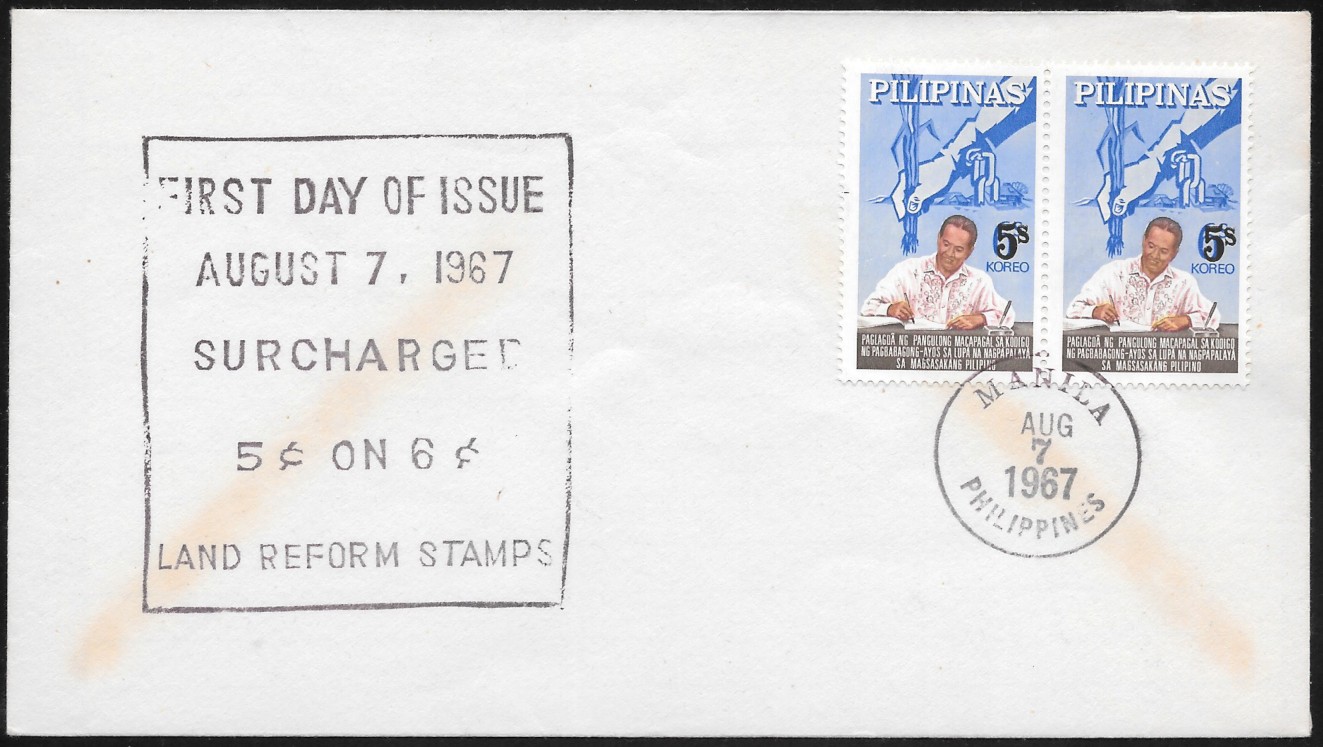 FIRST DAY OF ISSUE
AUGUST 7, 1967
SURCHARGED
5¢ ON 6¢
LAND REFORM STAMPS
PILIPINAS
5s
KOREO
PAGLAGDÂ NG PANGULONG MACAPAGAL SA KODIGO
NG PAGBABAGONG-AYOS SA LUPA NA NAGPAPALAYA
SA MAGSASAKANG PILIPINO
PILIPINAS
5s
KOREO
PAGLAGDÂ NG PANGULONG MACAPAGAL SA KODIGO
NG PAGBABAGONG-AYOS SA LUPA NA NAGPAPALAYA
SA MAGSASAKANG PILIPINO
MANILA
AUG
7
1967
PHILIPPINES